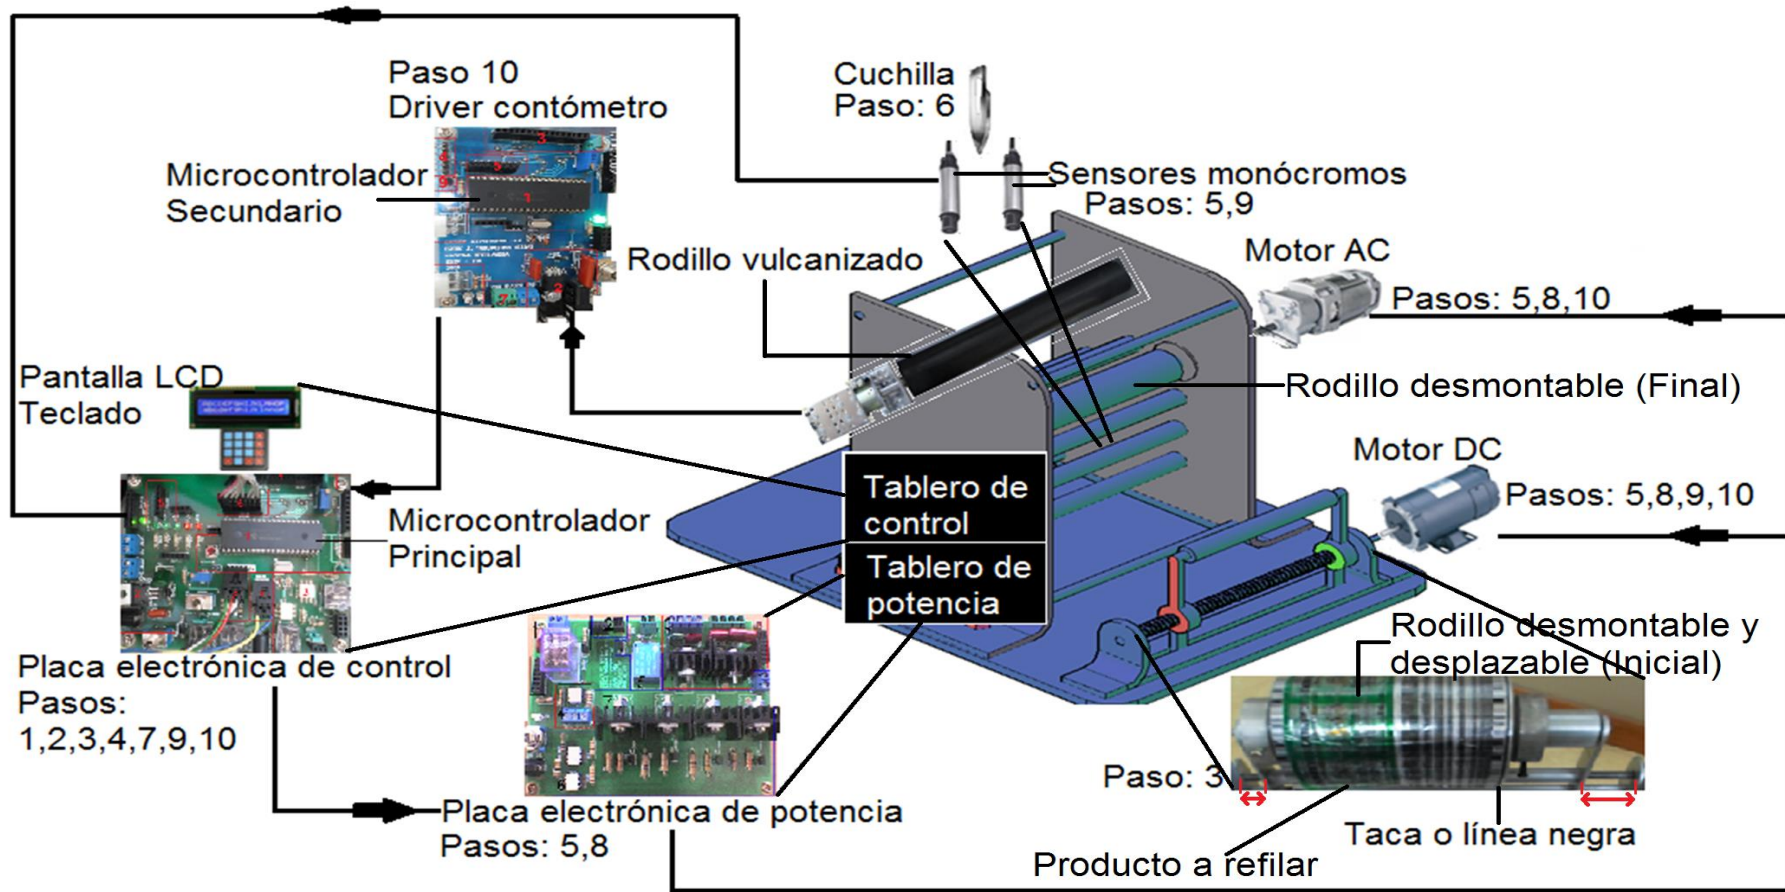 Paso 10
Driver contómetro
Cuchilla
Paso: 6
Microcontrolador
Secundario
Sensores monócromos
Pasos: 5,9
Rodillo vulcanizado
Motor AC
Pasos: 5,8,10
Pantalla LCD
Teclado
Rodillo desmontable (Final)
Motor DC
Pasos: 5,8,9,10
Tablero de
control
Microcontrolador
Principal
Tablero de
potencia
Rodillo desmontable y
desplazable (Inicial)
Placa electrónica de control
Pasos:
1,2,3,4,7,9,10
Paso: 3
Placa electrónica de potencia
Pasos: 5,8
Taca o línea negra
Producto a refilar